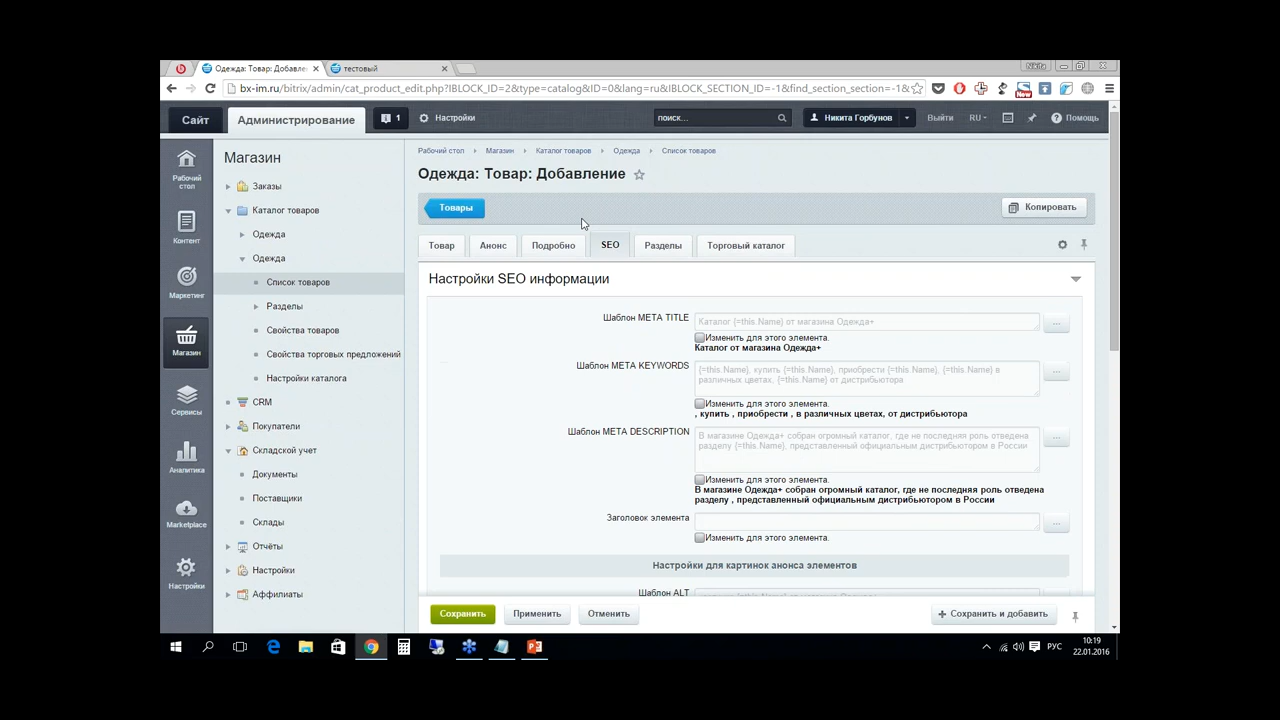 Одежда: Товар: Добавле
тестовый
Nikita
bx-im.ru/bitrix/admin/cat_product_edit.php?IBLOCK_ID=2&type=catalog&ID=0&lang=ru&IBLOCK_SECTION_ID=-1&find_section_section=-1&
New
Сайт
Администрирование
1
Настройки
поиск...
Никита Горбунов
Выйти
RU
Помощь
Рабочий стол
Контент
Маркетинг
Магазин
Сервисы
Аналитика
Marketplace
Настройки
Магазин
Заказы
Каталог товаров
Одежда
Одежда
Список товаров
Разделы
Свойства товаров
Свойства торговых предложений
Настройки каталога
CRM
Покупатели
Складской учет
Документы
Поставщики
Склады
Отчёты
Настройки
Аффилиаты
Рабочий стол Магазин Каталог товаров Одежда Список товаров
Одежда: Товар: Добавление
Товары
Копировать
Товар Анонс Подробно SEO Разделы Торговый каталог
Настройки SEO информации
Шаблон META TITLE
Каталог {=this.Name} от магазина Одежда+
...
Изменить для этого элемента.
Каталог от магазина Одежда+
Шаблон META KEYWORDS
{=this.Name}, купить {=this.Name}, приобрести {=this.Name}, {=this.Name} в
различных цветах, {=this.Name} от дистрибьютора
...
Изменить для этого элемента.
, купить , приобрести , в различных цветах, от дистрибьютора
Шаблон META DESCRIPTION
В магазине Одежда+ собран огромный каталог, где не последняя роль отведена
разделу {=this.Name}, представленный официальным дистрибьютором в России
...
Изменить для этого элемента.
В магазине Одежда+ собран огромный каталог, где не последняя роль отведена
разделу , представленный официальным дистрибьютором в России
Заголовок элемента
...
Изменить для этого элемента.
Настройки для картинок анонса элементов
Шаблон ALT
Сохранить
Применить
Отменить
+ Сохранить и добавить
РУС
10:19
22.01.2016